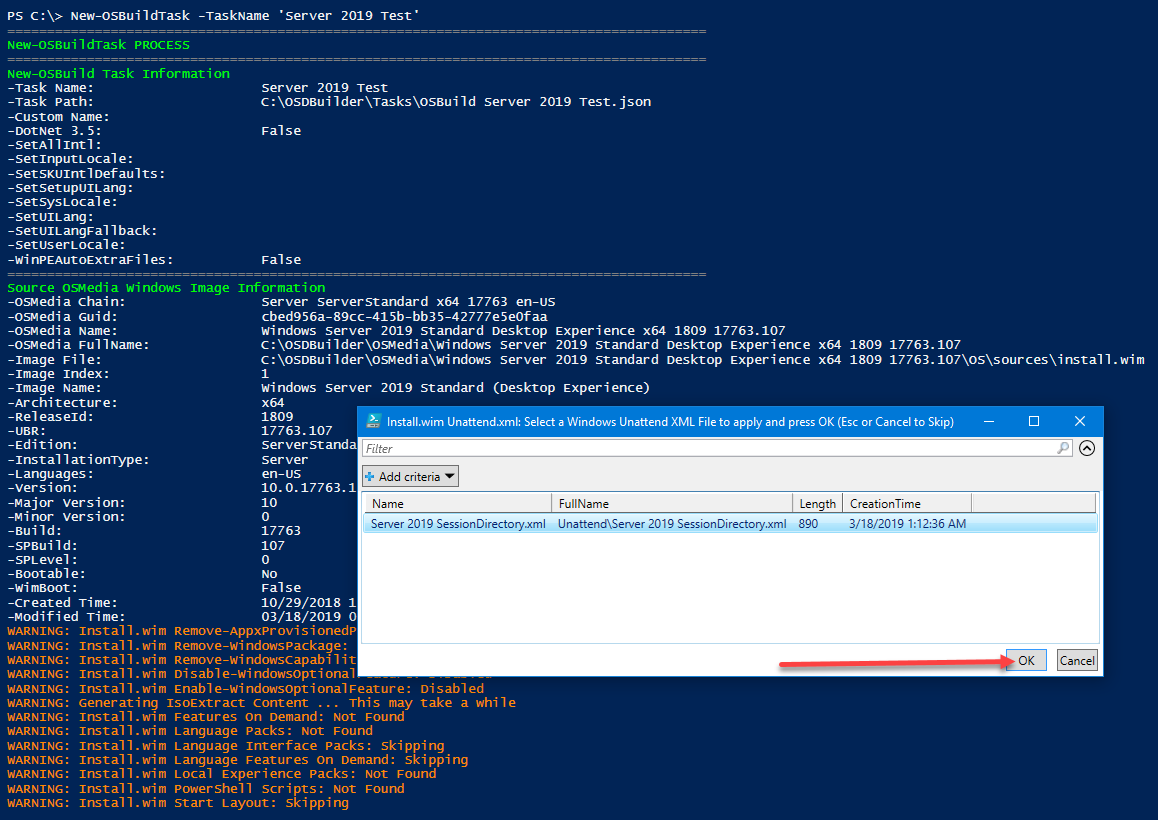 PS C:\> New-OSBuildTask -TaskName 'Server 2019 Test'
========================================================================================
New-OSBuildTask PROCESS
========================================================================================
New-OSBuild Task Information
-Task Name: Server 2019 Test
-Task Path: C:\OSDBuilder\Tasks\OSBuild Server 2019 Test.json
-Custom Name:
-DotNet 3.5: False
-SetAllIntl:
-SetInputLocale:
-SetSKUIntlDefaults:
-SetSetupUILang:
-SetSysLocale:
-SetUILang:
-SetUILangFallback:
-SetUserLocale:
-WinPEAutoExtraFiles: False
========================================================================================
Source OSMedia Windows Image Information
-OSMedia Chain: Server ServerStandard x64 17763 en-US
-OSMedia Guid: cbed956a-89cc-415b-bb35-42777e5e0faa
-OSMedia Name: Windows Server 2019 Standard Desktop Experience x64 1809 17763.107
-OSMedia FullName: C:\OSDBuilder\OSMedia\Windows Server 2019 Standard Desktop Experience x64 1809 17763.107
-Image File: C:\OSDBuilder\OSMedia\Windows Server 2019 Standard Desktop Experience x64 1809 17763.107\OS\sources\install.wim
-Image Index: 1
-Image Name: Windows Server 2019 Standard (Desktop Experience)
-Architecture: x64
-ReleaseId: 1809
-UBR: 17763.107
-Edition: ServerStanda
-InstallationType: Server
-Languages: en-US
-Version: 10.0.17763.1
-Major Version: 10
-Minor Version: 0
-Build: 17763
-SPBuild: 107
-SPLevel: 0
-Bootable: No
-WimBoot: False
-Created Time: 10/29/2018 1
-Modified Time: 03/18/2019 0
WARNING: Install.wim Remove-AppxProvisionedP
WARNING: Install.wim Remove-WindowsPackage:
WARNING: Install.wim Remove-WindowsCapabilit
WARNING: Install.wim Disable-WindowsOptional
WARNING: Install.wim Enable-WindowsOptionalFeature: Disabled
WARNING: Generating IsoExtract Content ... This may take a while
WARNING: Install.wim Features On Demand: Not Found
WARNING: Install.wim Language Packs: Not Found
WARNING: Install.wim Language Interface Packs: Skipping
WARNING: Install.wim Language Features On Demand: Skipping
WARNING: Install.wim Local Experience Packs: Not Found
WARNING: Install.wim PowerShell Scripts: Not Found
WARNING: Install.wim Start Layout: Skipping
Install.wim Unattend.xml: Select a Windows Unattend XML File to apply and press OK (Esc or Cancel to Skip)
Filter
Add criteria
Name FullName Length CreationTime
Server 2019 SessionDirectory.xml Unattend\Server 2019 SessionDirectory.xml 890 3/18/2019 1:12:36 AM
OK Cancel